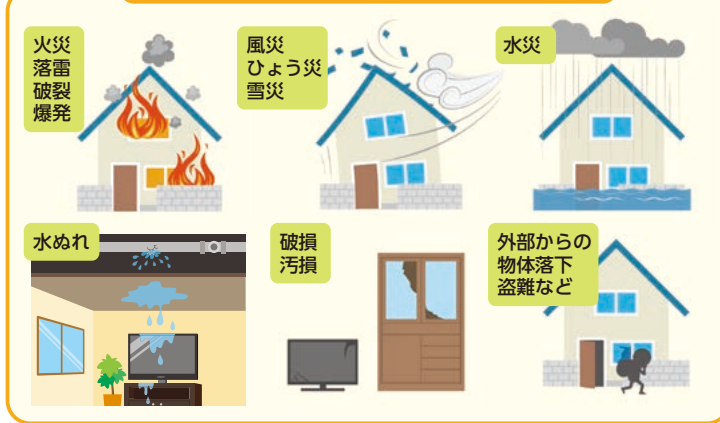 火災
落雷
破裂
爆発
風災
ひょう災
雪災
水災
水ぬれ
破損
汚損
外部からの
物体落下
盗難など